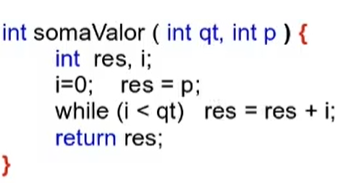 int somaValor ( int qt, int p ) {
int res, i;
i=0; res = p;
while (i < qt) res = res + i;
return res;
}